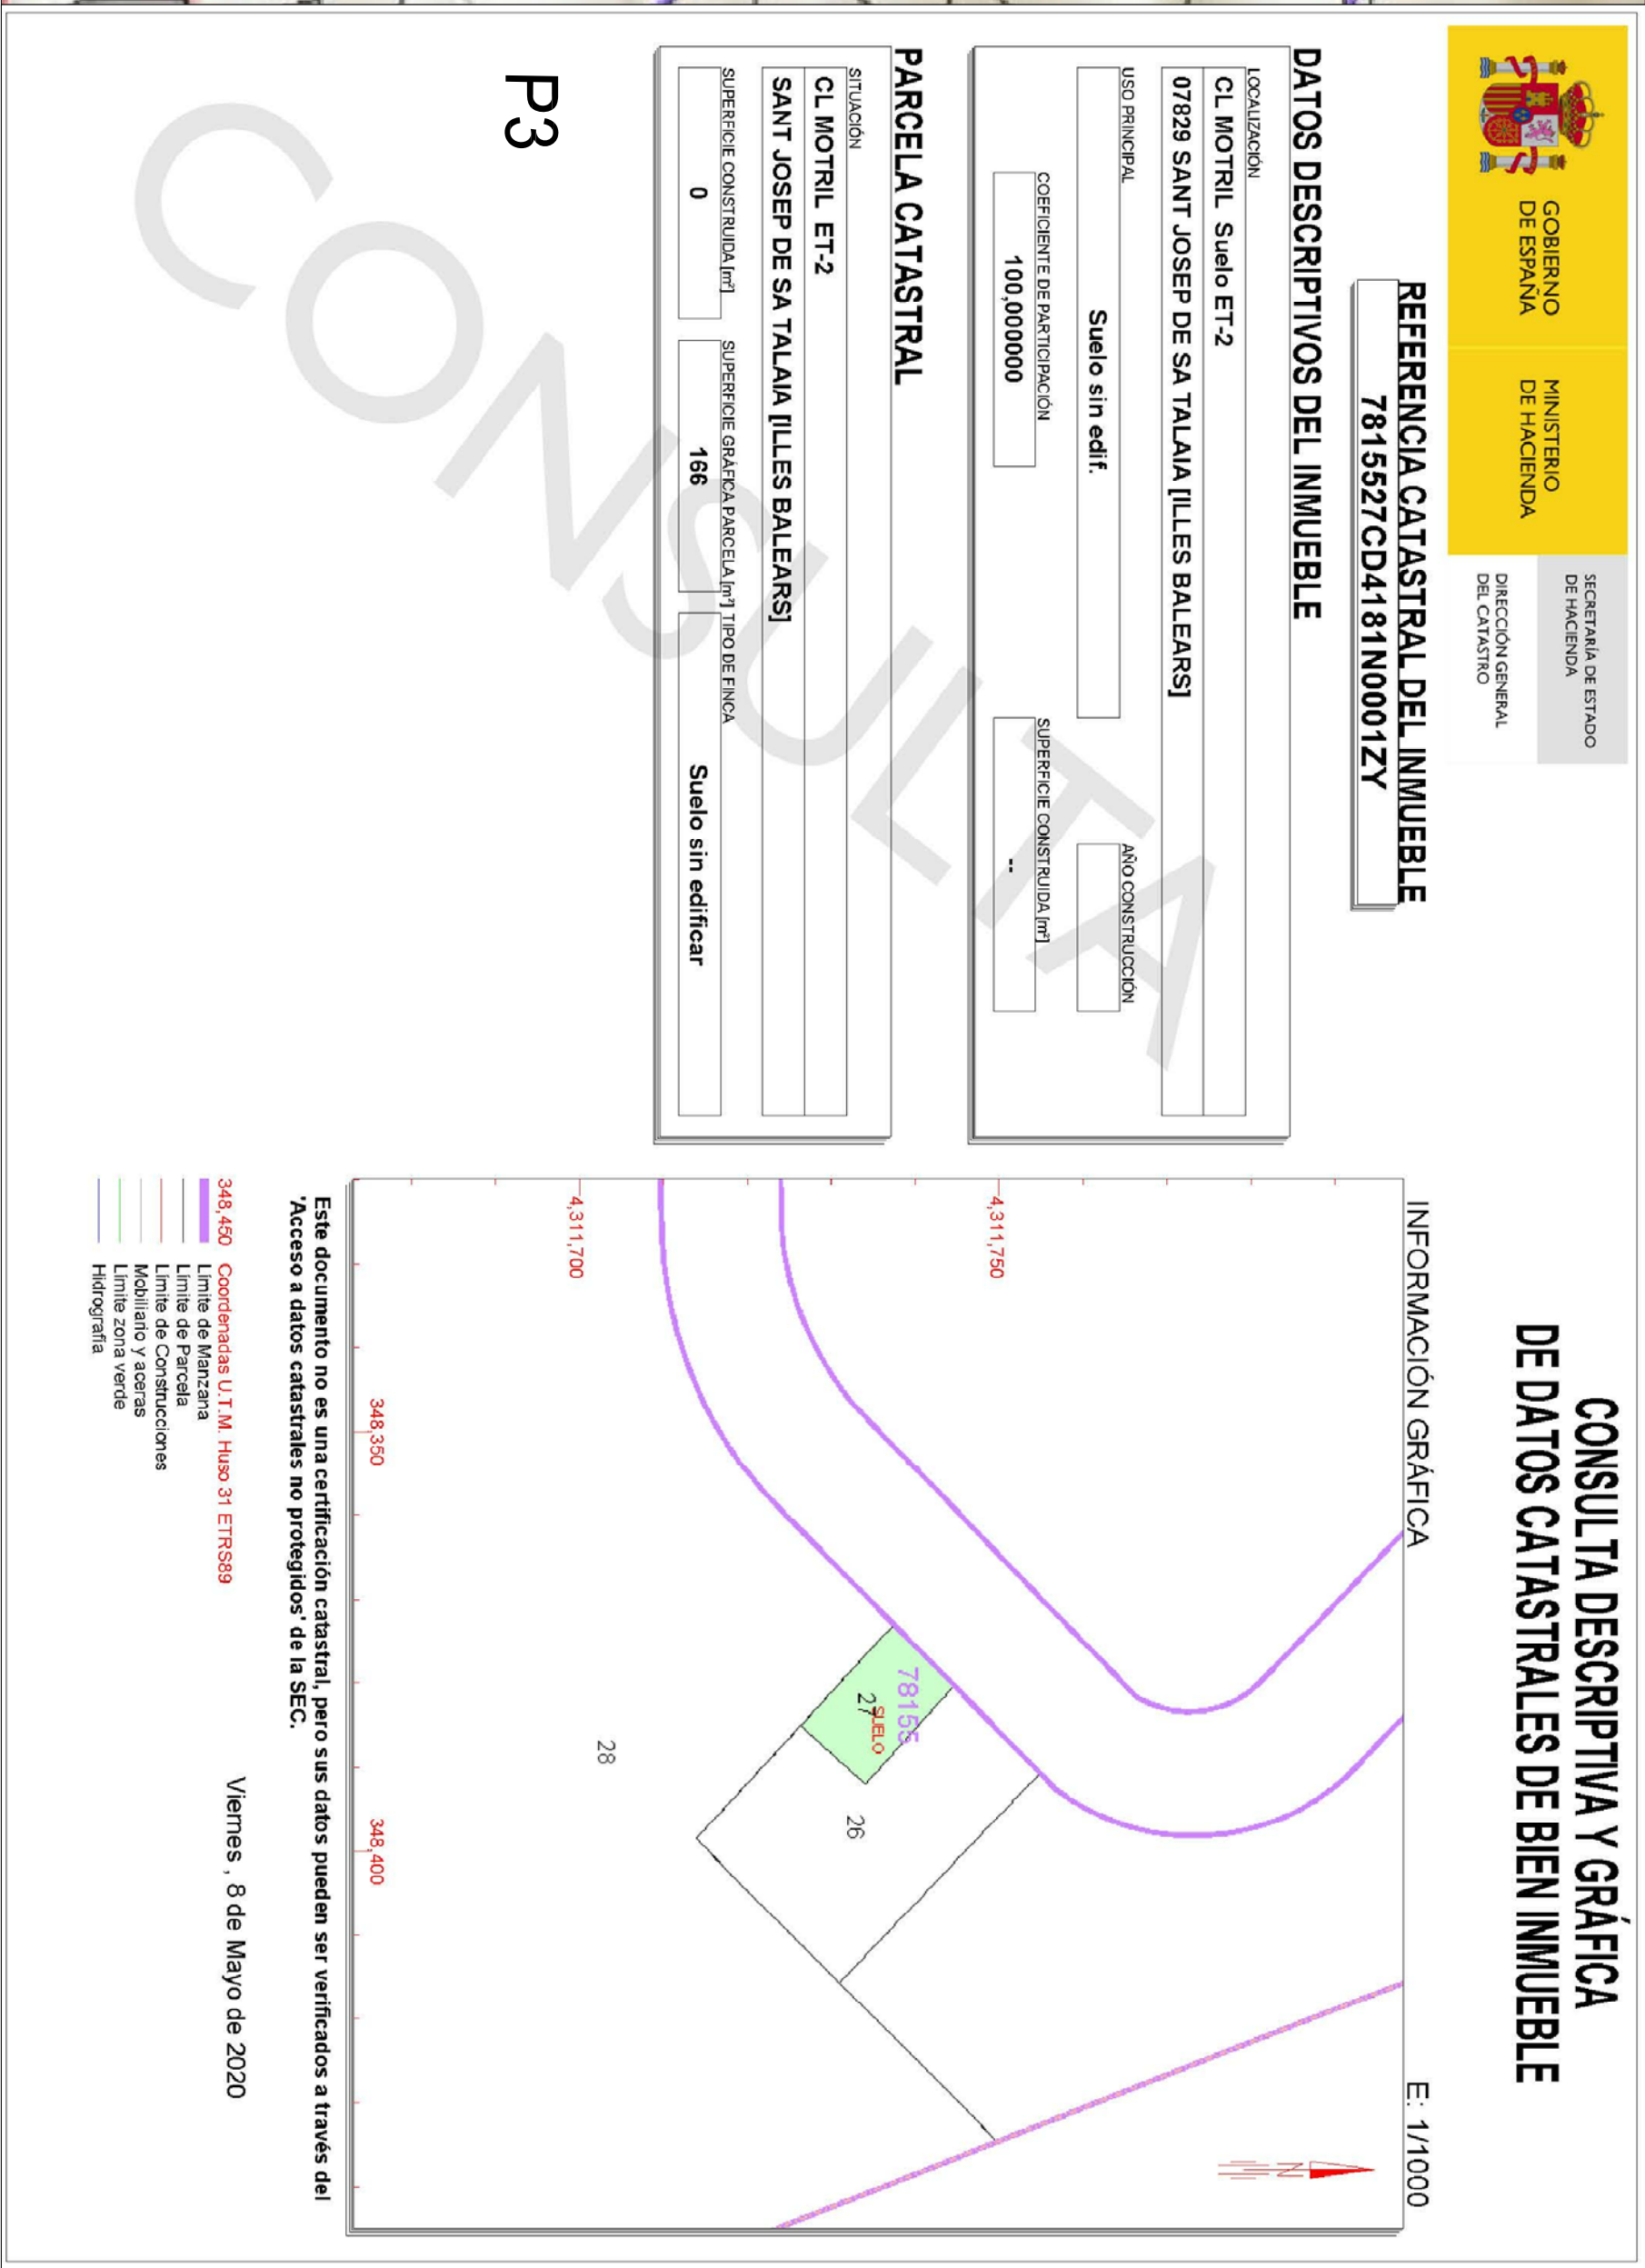 GOBIERNO
DE ESPAÑA
MINISTERIO
DE HACIENDA
SECRETARÍA DE ESTADO
DE HACIENDA
DIRECCIÓN GENERAL
DEL CATASTRO
CONSULTA DESCRIPTIVA Y GRÁFICA
DE DATOS CATASTRALES DE BIEN INMUEBLE
REFERENCIA CATASTRAL DEL INMUEBLE
7815527CD4181N0001ZY
DATOS DESCRIPTIVOS DEL INMUEBLE
LOCALIZACIÓN
CL MOTRIL Suelo ET-2
07829 SANT JOSEP DE SA TALAIA [ILLES BALEARS]
USO PRINCIPAL
AÑO CONSTRUCCIÓN
Suelo sin edif.
COEFICIENTE DE PARTICIPACIÓN
SUPERFICIE CONSTRUIDA [m²]
100,000000
--
PARCELA CATASTRAL
SITUACIÓN
CL MOTRIL ET-2
SANT JOSEP DE SA TALAIA [ILLES BALEARS]
SUPERFICIE CONSTRUIDA [m²]
SUPERFICIE GRÁFICA PARCELA [m²]
TIPO DE FINCA
0
166
Suelo sin edificar
P3
CONSULTA
INFORMACIÓN GRÁFICA
E: 1/1000
4,311,750
4,311,700
348,350
348,400
78155
SUELO
27
26
28
N
Este documento no es una certificación catastral, pero sus datos pueden ser verificados a través del
'Acceso a datos catastrales no protegidos' de la SEC.
348,450 Coordenadas U.T.M. Huso 31 ETRS89
Límite de Manzana
Límite de Parcela
Límite de Construcciones
Mobiliario y aceras
Límite zona verde
Hidrografía
Viernes , 8 de Mayo de 2020